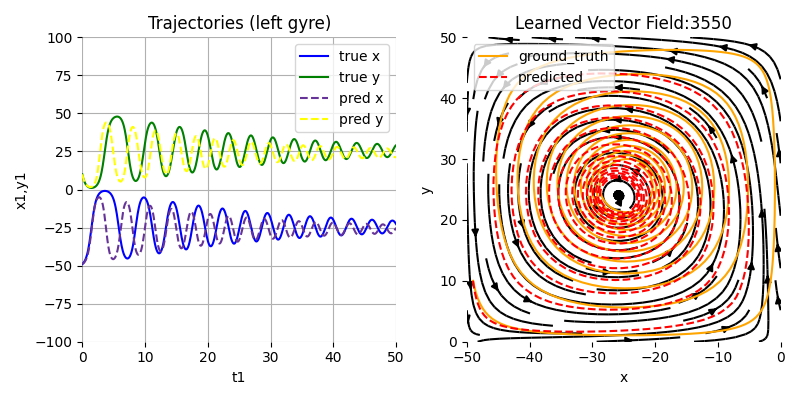 Trajectories (left gyre)
100
75
50
25
0
−25
−50
−75
−100
x1,y1
0
10
20
30
40
50
t1
true x
true y
pred x
pred y
Learned Vector Field:3550
50
40
30
20
10
0
y
−50
−40
−30
−20
−10
0
x
ground_truth
predicted